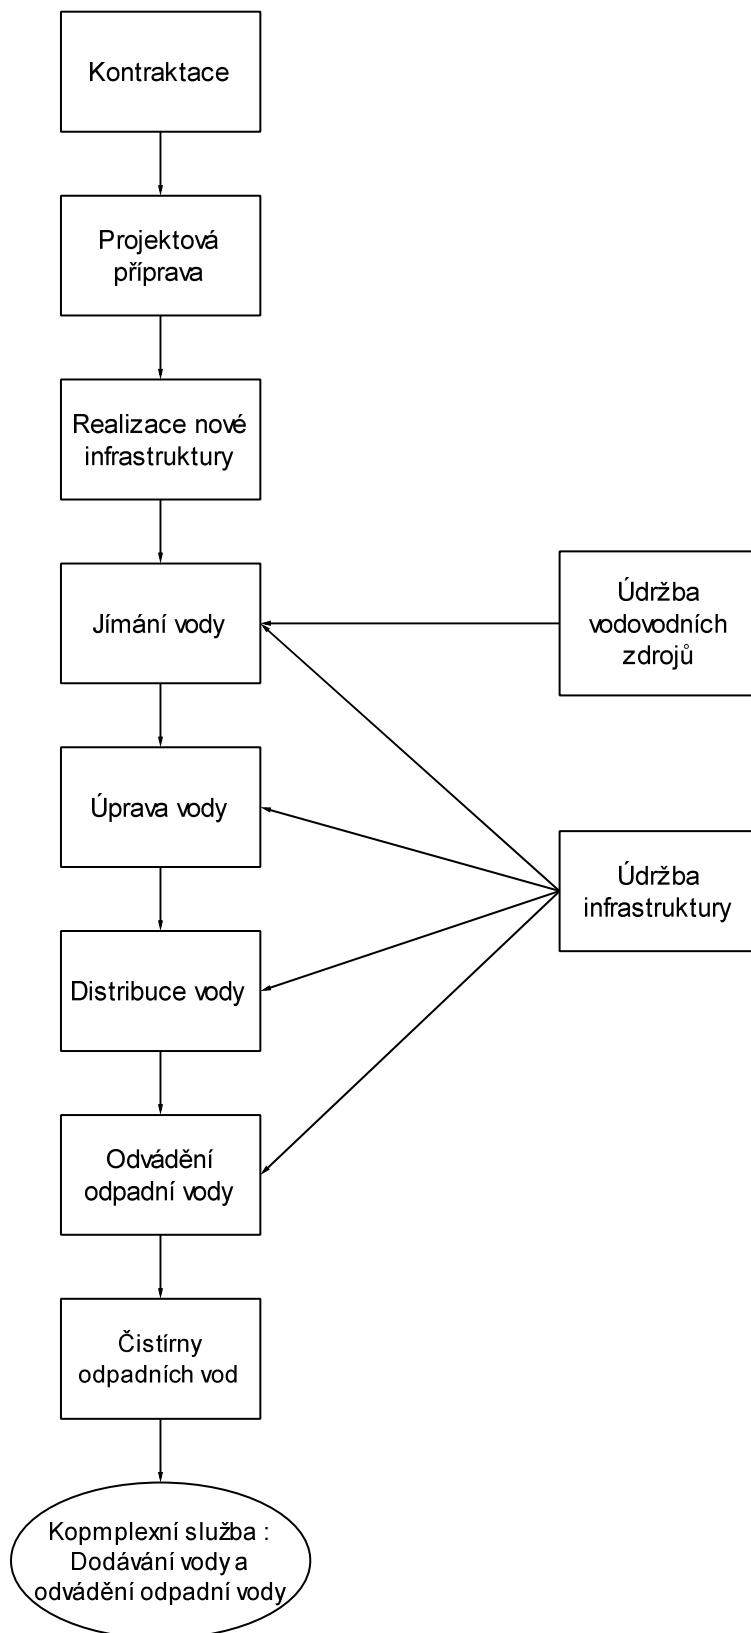 Kontraktace
Projektová
příprava
Realizace nové
infrastruktury
Jímání vody
Údržba
vodovodních
zdrojů
Úprava vody
Údržba
infrastruktury
Distribuce vody
Odvádění
odpadní vody
Čistírny
odpadních vod
Kopmplexní služba :
Dodávání vody a
odvádění odpadní vody